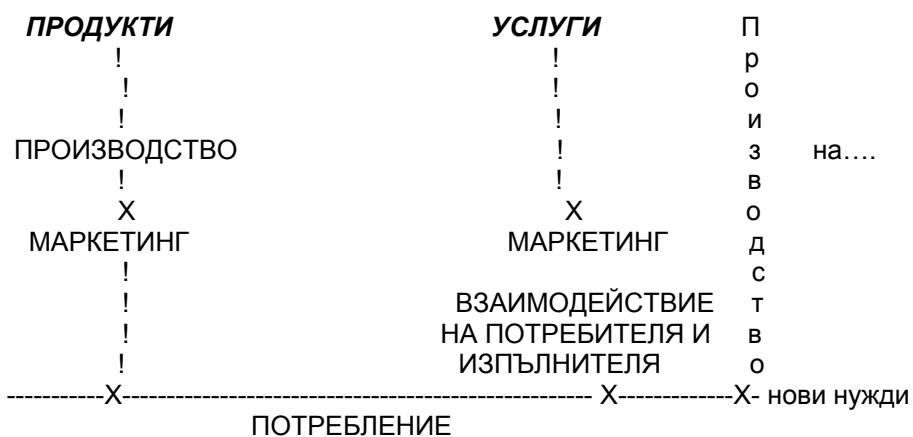 ПРОДУКТИ УСЛУГИ П
! ! р
! ! о
! ! и
ПРОИЗВОДСТВО ! з на….
! ! в
X X о
МАРКЕТИНГ МАРКЕТИНГ д
! с
! ВЗАИМОДЕЙСТВИЕ т
! НА ПОТРЕБИТЕЛЯ И в
! ИЗПЪЛНИТЕЛЯ о
-----------X---------------------------------------------------- X-------------X- нови нужди
ПОТРЕБЛЕНИЕ